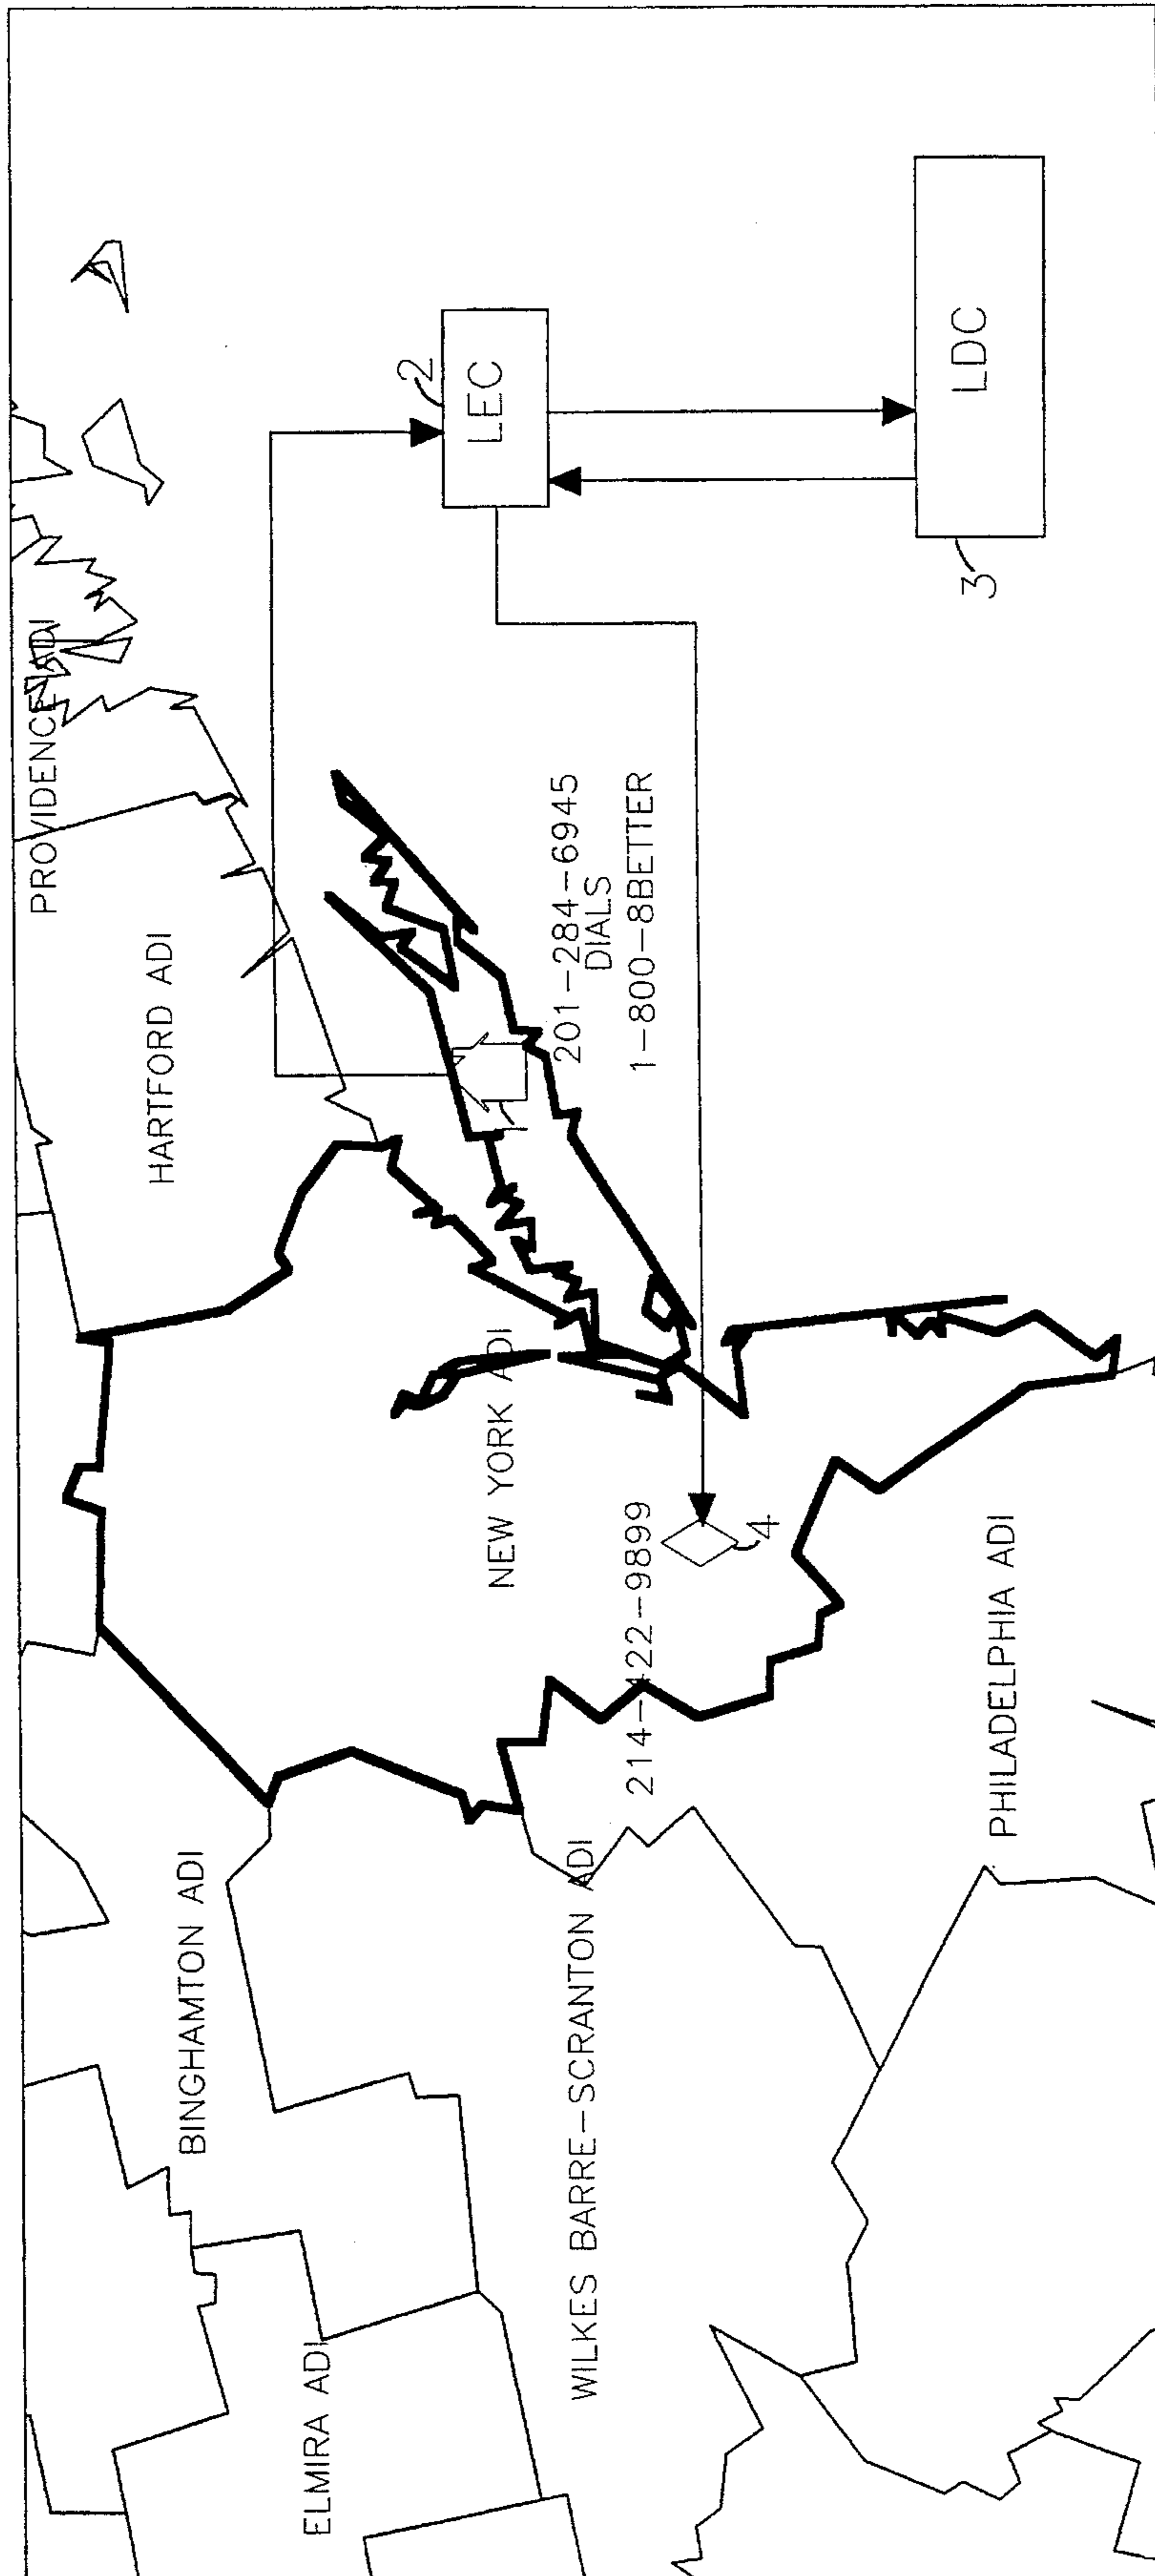 PROVIDENCE ADI
HARTFORD ADI
BINGHAMTON ADI
ELMIRA ADI
2
LEC
1
201-284-6945
DIALS
1-800-8BETTER
NEW YORK ADI
WILKES BARRE-SCRANTON ADI
214-422-9899
4
LDC
3
PHILADELPHIA ADI